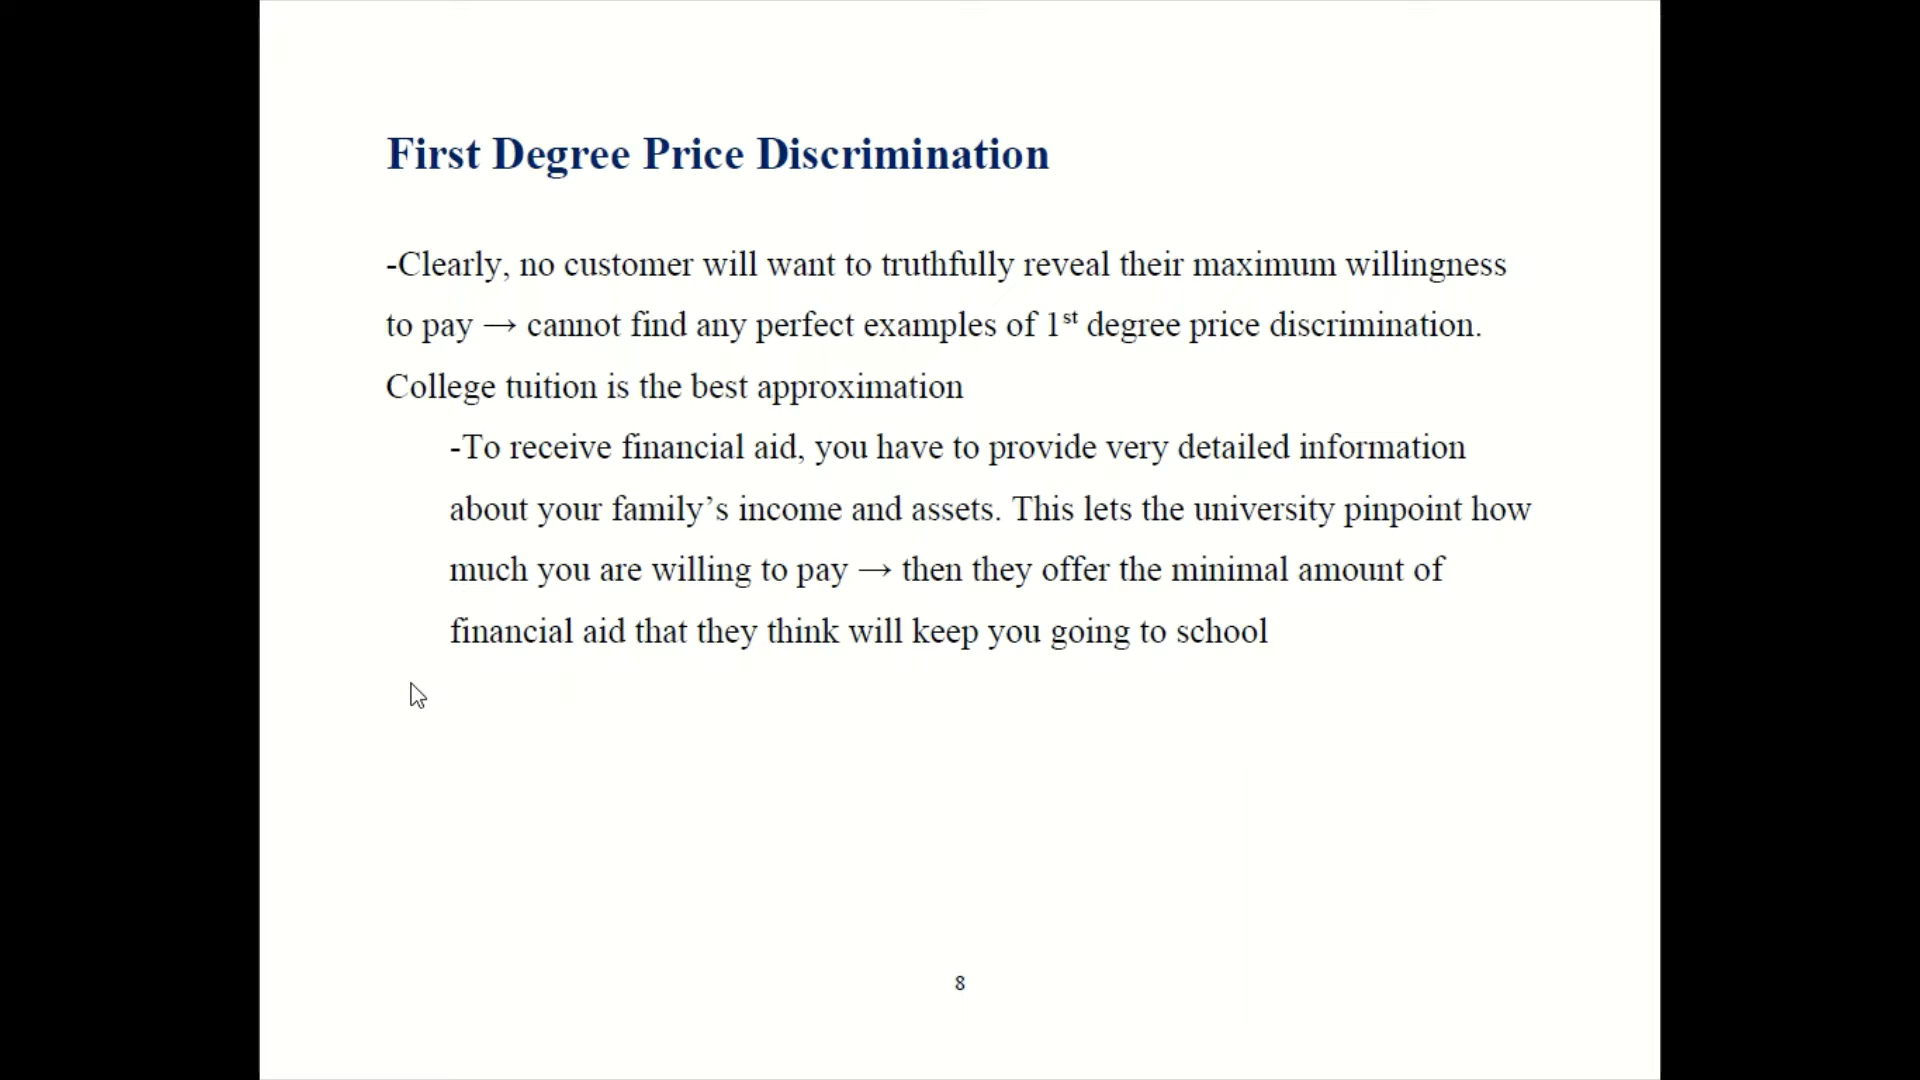 First Degree Price Discrimination
-Clearly, no customer will want to truthfully reveal their maximum willingness
to pay → cannot find any perfect examples of 1st degree price discrimination.
College tuition is the best approximation
-To receive financial aid, you have to provide very detailed information
about your family’s income and assets. This lets the university pinpoint how
much you are willing to pay → then they offer the minimal amount of
financial aid that they think will keep you going to school
8